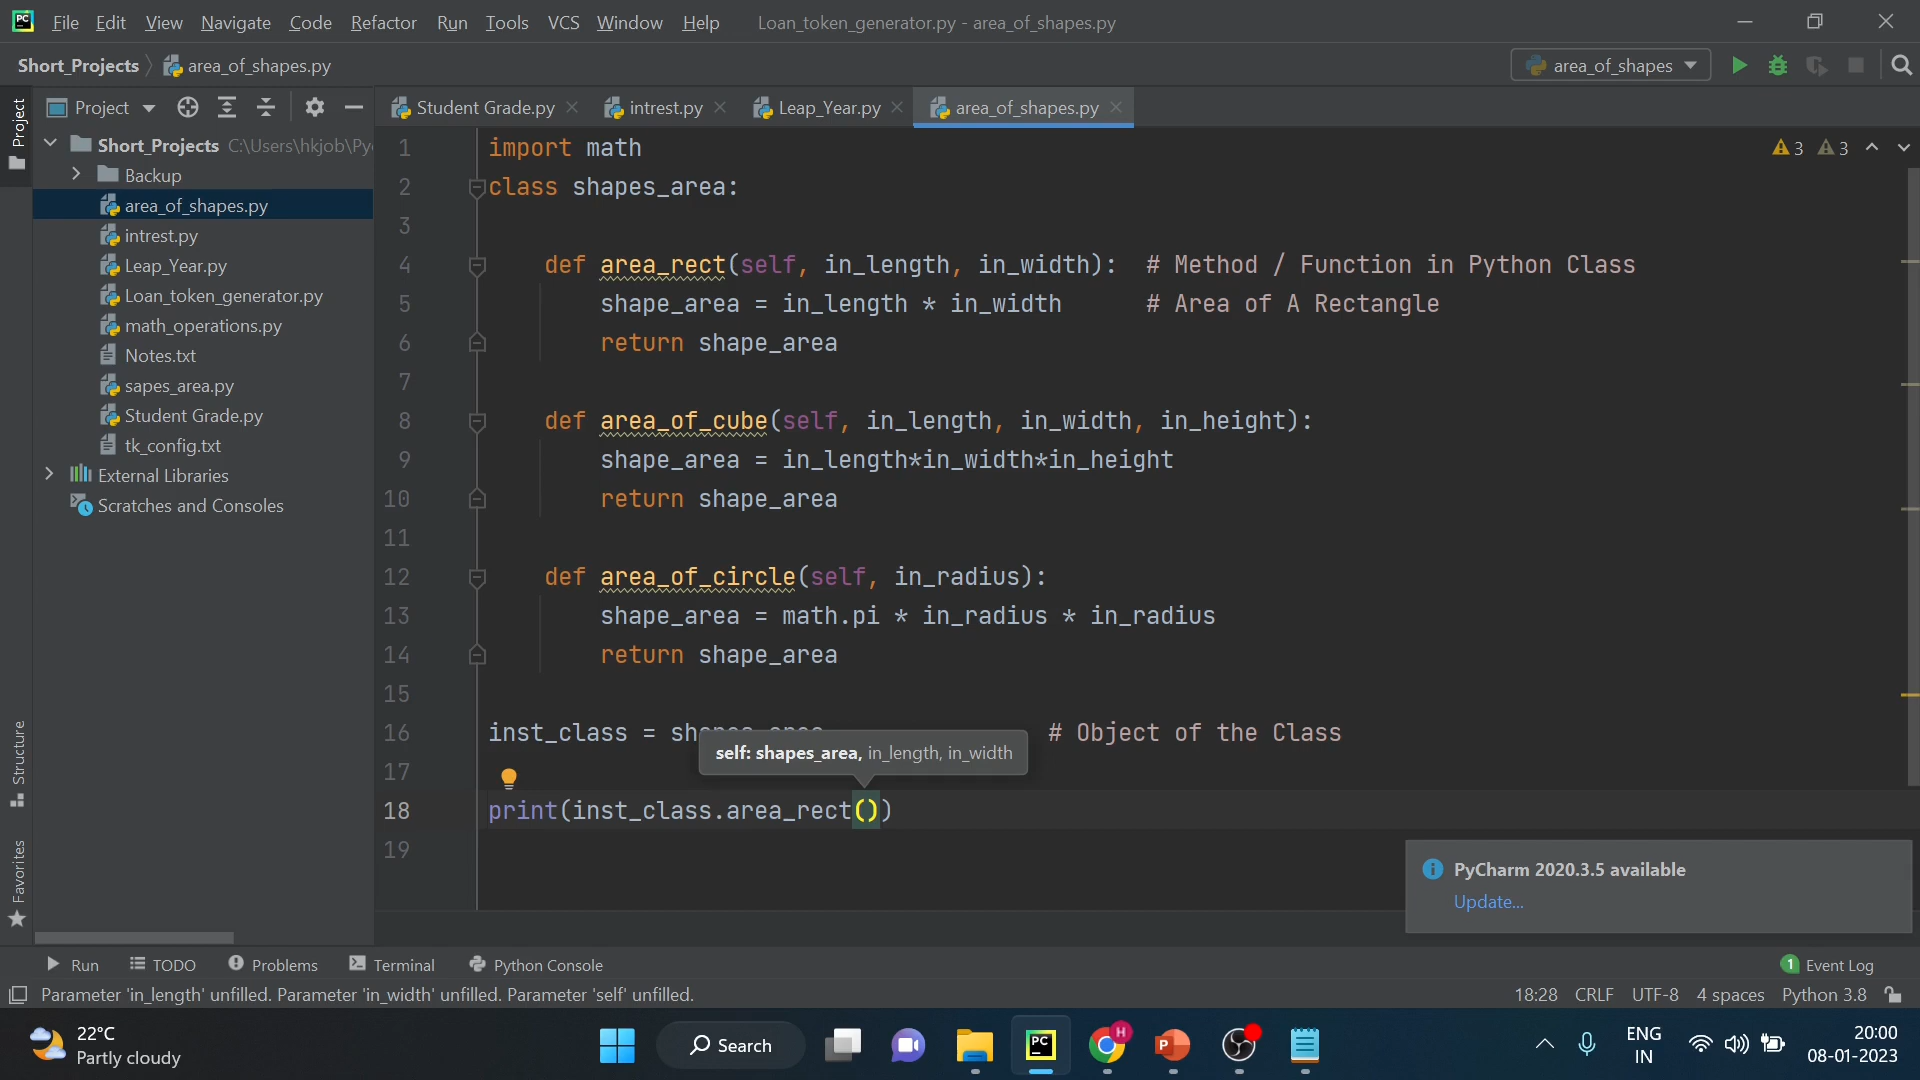 File Edit View Navigate Code Refactor Run Tools VCS Window Help Loan_token_generator.py - area_of_shapes.py
Short_Projects area_of_shapes.py area_of_shapes
Project Student Grade.py intrest.py Leap_Year.py area_of_shapes.py
Project
Short_Projects C:\Users\hkjob\Py
Backup
area_of_shapes.py
intrest.py
Leap_Year.py
Loan_token_generator.py
math_operations.py
Notes.txt
sapes_area.py
Student Grade.py
tk_config.txt
External Libraries
Scratches and Consoles
Structure
Favorites
1 import math
3 3
2 class shapes_area:
3
4 def area_rect(self, in_length, in_width): # Method / Function in Python Class
5 shape_area = in_length * in_width # Area of A Rectangle
6 return shape_area
7
8 def area_of_cube(self, in_length, in_width, in_height):
9 shape_area = in_length*in_width*in_height
10 return shape_area
11
12 def area_of_circle(self, in_radius):
13 shape_area = math.pi * in_radius * in_radius
14 return shape_area
15
16 inst_class = # Object of the Class
self: shapes_area, in_length, in_width
17
18 print(inst_class.area_rect())
19
PyCharm 2020.3.5 available
Update...
Run TODO Problems Terminal Python Console 1 Event Log
Parameter 'in_length' unfilled. Parameter 'in_width' unfilled. Parameter 'self' unfilled. 18:28 CRLF UTF-8 4 spaces Python 3.8
22°C
Partly cloudy
Search
PC
H
P
ENG
IN
20:00
08-01-2023